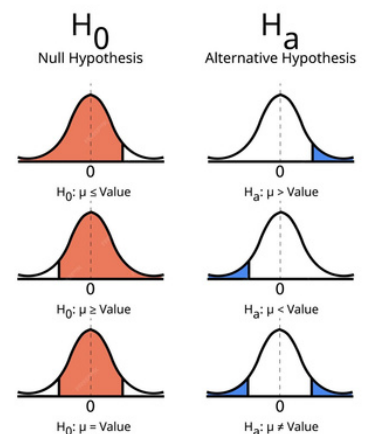 H0
Ha
Null Hypothesis
Alternative Hypothesis
0
0
H0: μ ≤ Value
Ha: μ > Value
0
0
H0: μ ≥ Value
Ha: μ < Value
0
0
H0: μ = Value
Ha: μ ≠ Value